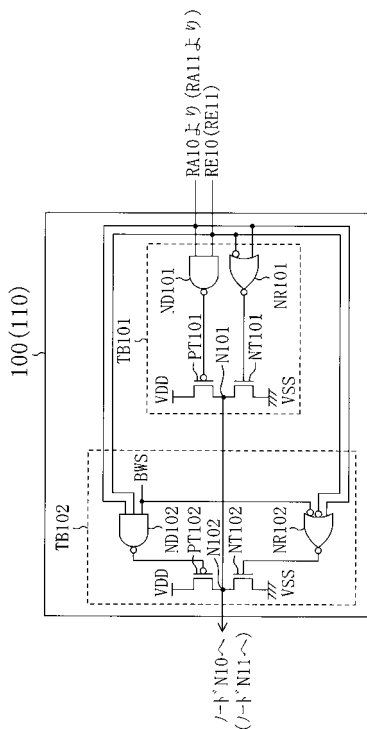 100(110)
TB102
BWS
VDD
ND102
PT102
N102
NT102
NR102
VSS
TB101
ND101
VDD
PT101
N101
NT101
NR101
VSS
RA10より(RA11より)
RE10(RE11)
ノードN10へ
(ノードN11へ)